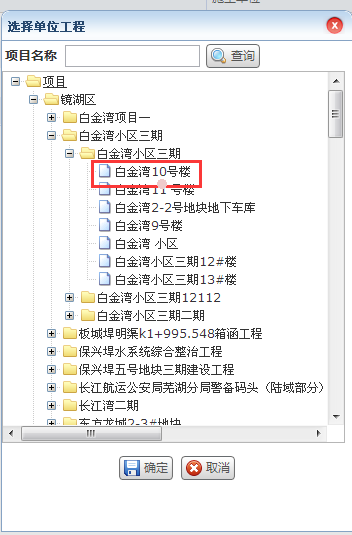 选择单位工程
项目名称 查询
项目
镜湖区
白金湾项目一
白金湾小区三期
白金湾小区三期
白金湾10号楼
白金湾11 号楼
白金湾2-2号地块地下车库
白金湾9号楼
白金湾 小区
白金湾小区三期12#楼
白金湾小区三期13#楼
白金湾小区三期12112
白金湾小区三期二期
板城垾明渠k1+995.548箱涵工程
保兴垾水系统综合整治工程
保兴垾五号地块三期建设工程
长江航运公安局芜湖分局警备码头（陆域部分）
长江湾二期
东方龙城2-3#地块
确定 取消